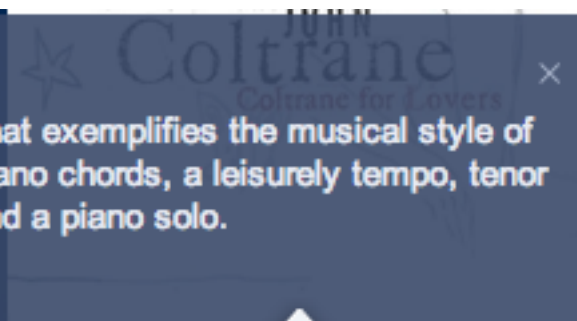 JOHN
Coltrane
Coltrane for Lovers
×
at exemplifies the musical style of
ano chords, a leisurely tempo, tenor
d a piano solo.